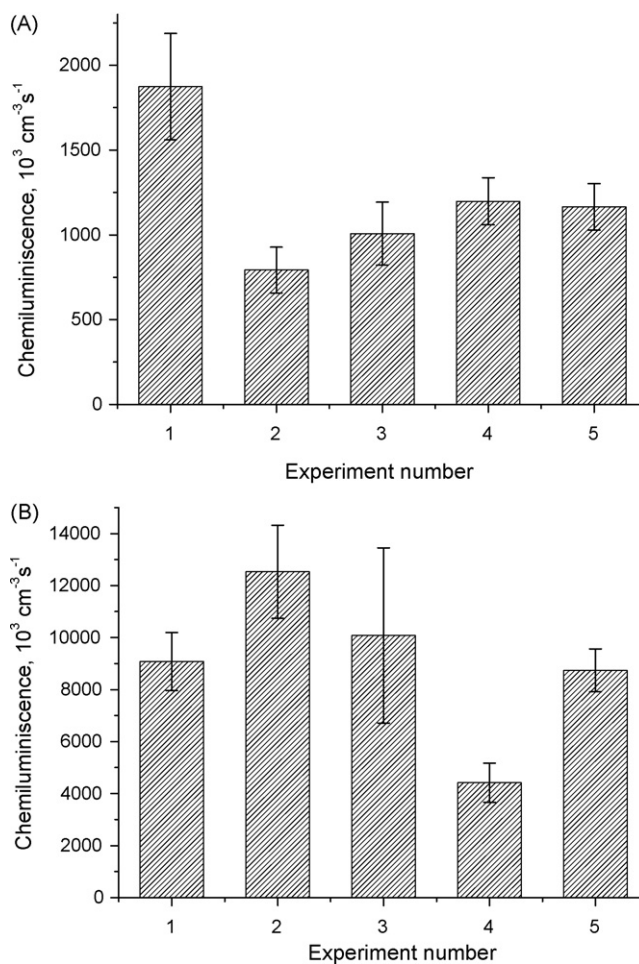 (A)
Chemiluminiscence, 10³ cm⁻³s⁻¹
2000
1500
1000
500
0
1 2 3 4 5
Experiment number
(B)
Chemiluminiscence, 10³ cm⁻³s⁻¹
14000
12000
10000
8000
6000
4000
2000
0
1 2 3 4 5
Experiment number